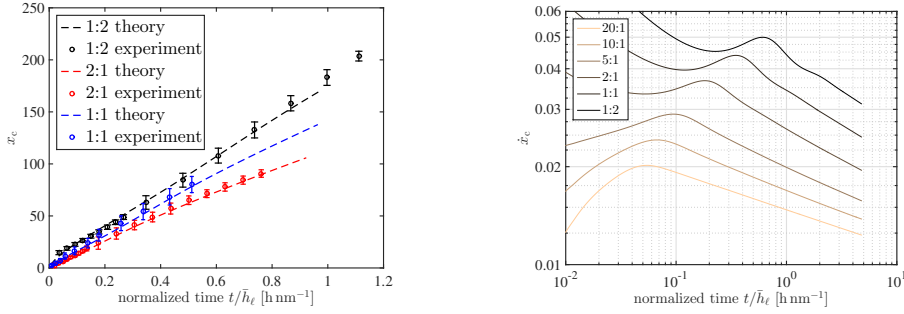 250
200
150
100
50
0
x_c
0
0.2
0.4
0.6
0.8
1
1.2
normalized time t/h̄_ℓ [h nm⁻¹]
1:2 theory
1:2 experiment
2:1 theory
2:1 experiment
1:1 theory
1:1 experiment
0.06
0.05
0.04
0.03
0.02
0.01
ẋ_c
10⁻²
10⁻¹
10⁰
10¹
normalized time t/h̄_ℓ [h nm⁻¹]
20:1
10:1
5:1
2:1
1:1
1:2